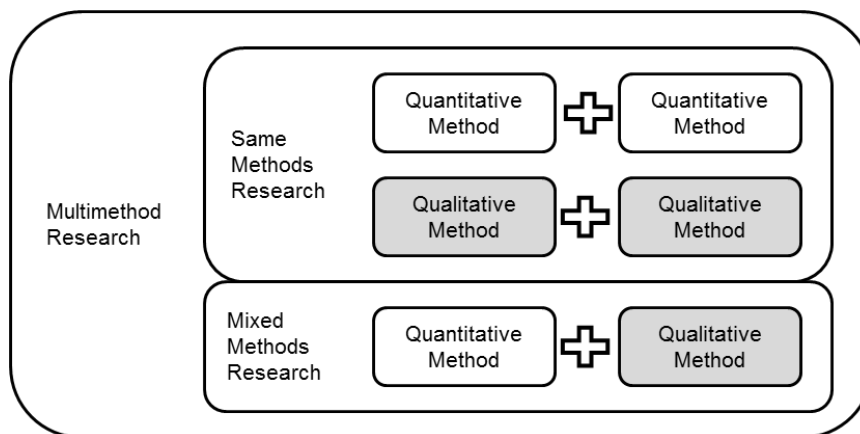 Multimethod
Research
Same
Methods
Research
Quantitative
Method
Quantitative
Method
Qualitative
Method
Qualitative
Method
Mixed
Methods
Research
Quantitative
Method
Qualitative
Method